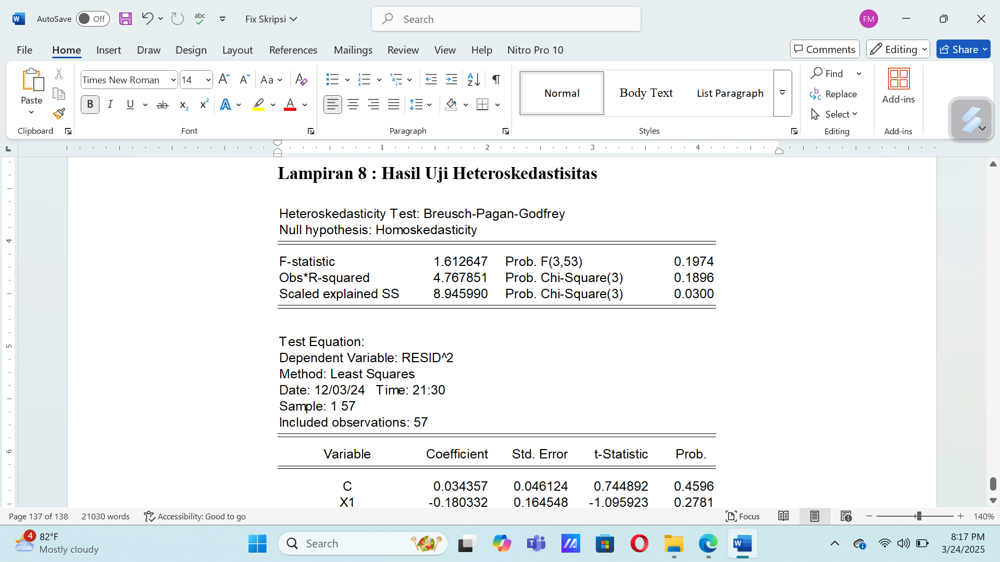 AutoSave Off abc Fix Skripsi Search FM
File Home Insert Draw Design Layout References Mailings Review View Help Nitro Pro 10 Comments Editing Share
Paste Times New Roman 14 Aa Normal Body Text List Paragraph Find Replace Select Add-ins
Clipboard Font Paragraph Styles Editing Add-ins
1 2 3 4
Lampiran 8 : Hasil Uji Heteroskedastisitas
Heteroskedasticity Test: Breusch-Pagan-Godfrey
Null hypothesis: Homoskedasticity
F-statistic 1.612647 Prob. F(3,53) 0.1974
Obs*R-squared 4.767851 Prob. Chi-Square(3) 0.1896
Scaled explained SS 8.945990 Prob. Chi-Square(3) 0.0300
Test Equation:
Dependent Variable: RESID^2
Method: Least Squares
Date: 12/03/24 Time: 21:30
Sample: 1 57
Included observations: 57
Variable Coefficient Std. Error t-Statistic Prob.
C 0.034357 0.046124 0.744892 0.4596
X1 -0.180332 0.164548 -1.095923 0.2781
4
5
6
Page 137 of 138 21030 words Accessibility: Good to go Focus 140%
4 82°F
Mostly cloudy
Search
8:17 PM
3/24/2025